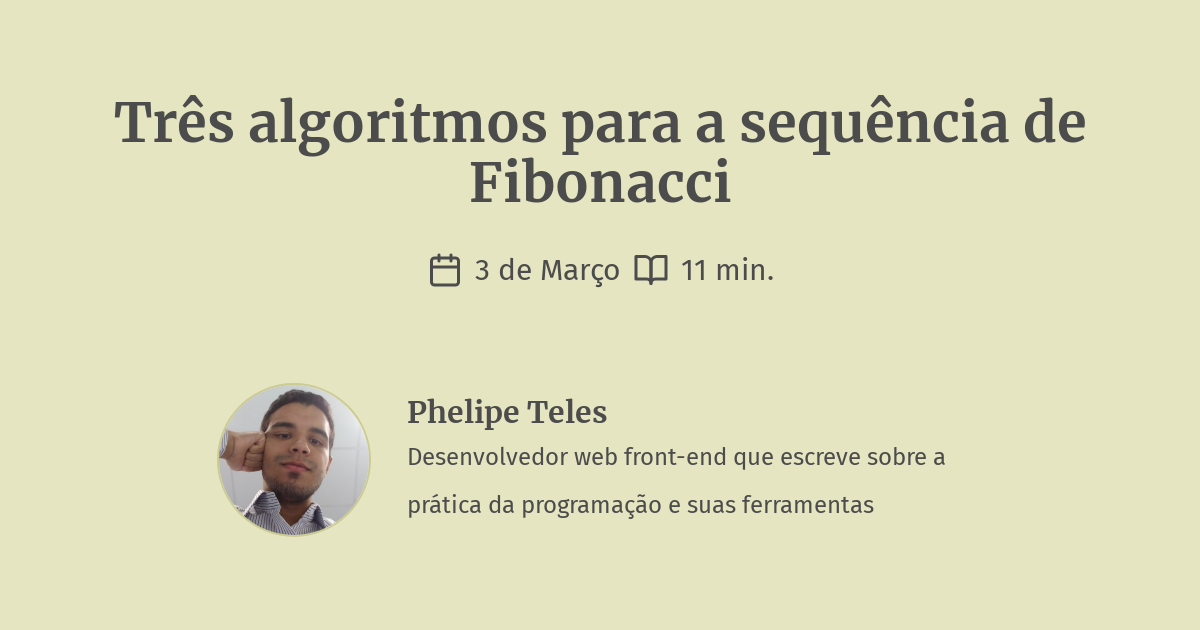 Três algoritmos para a sequência de
Fibonacci
3 de Março 11 min.
Phelipe Teles
Desenvolvedor web front-end que escreve sobre a
prática da programação e suas ferramentas